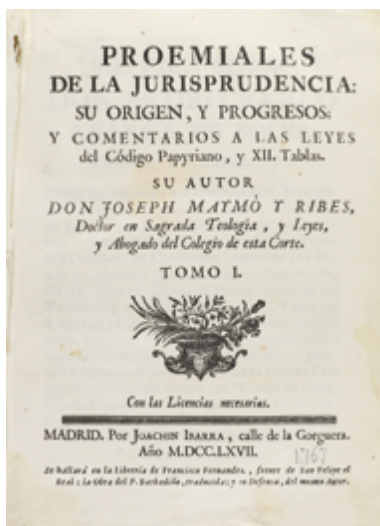 PROEMIALES
DE LA JURISPRUDENCIA:
SU ORIGEN, Y PROGRESOS:
Y COMENTARIOS A LAS LEYES
del Código Papyriano, y XII. Tablas.
SU AUTOR
DON JOSEPH MAYMÒ Y RIBES,
Doctor en Sagrada Teología, y Leyes,
y Abogado del Colegio de esta Corte.
TOMO I.
Con las Licencias necesarias.
MADRID. Por JOACHIN IBARRA, calle de la Gorguera.
Año M.DCC.LXVII.
1767
Se hallará en la Librería de Francisco Fernandez, frente de San Felipe el
Real: la Obra del P. Barbadiño, traducida; y su Defensa, del mismo Autor.